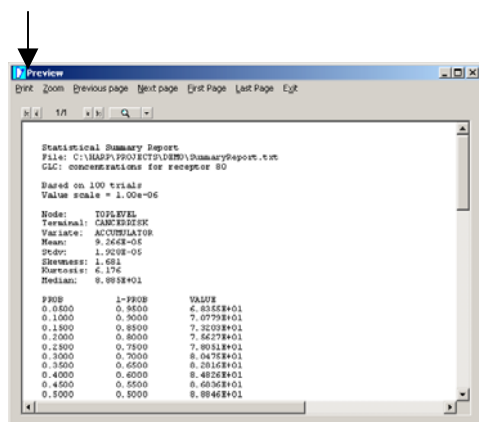 Preview
Print Zoom Previous page Next page First Page Last Page Exit
1/1
Statistical Summary Report
File: C:\HARP\PROJECTS\DEMO\SummaryReport.txt
GLC: concentrations for receptor 80
Based on 100 trials
Value scale = 1.00e-06
Node: TOPLEVEL
Terminal: CANCERRISK
Variate: ACCUMULATOR
Mean: 9.266E-05
Stdv: 1.920E-05
Skewness: 1.681
Kurtosis: 6.176
Median: 8.885E+01
PROB 1-PROB VALUE
0.0500 0.9500 6.8355E+01
0.1000 0.9000 7.0779E+01
0.1500 0.8500 7.3203E+01
0.2000 0.8000 7.5627E+01
0.2500 0.7500 7.8051E+01
0.3000 0.7000 8.0475E+01
0.3500 0.6500 8.2016E+01
0.4000 0.6000 8.4826E+01
0.4500 0.5500 8.6836E+01
0.5000 0.5000 8.8846E+01